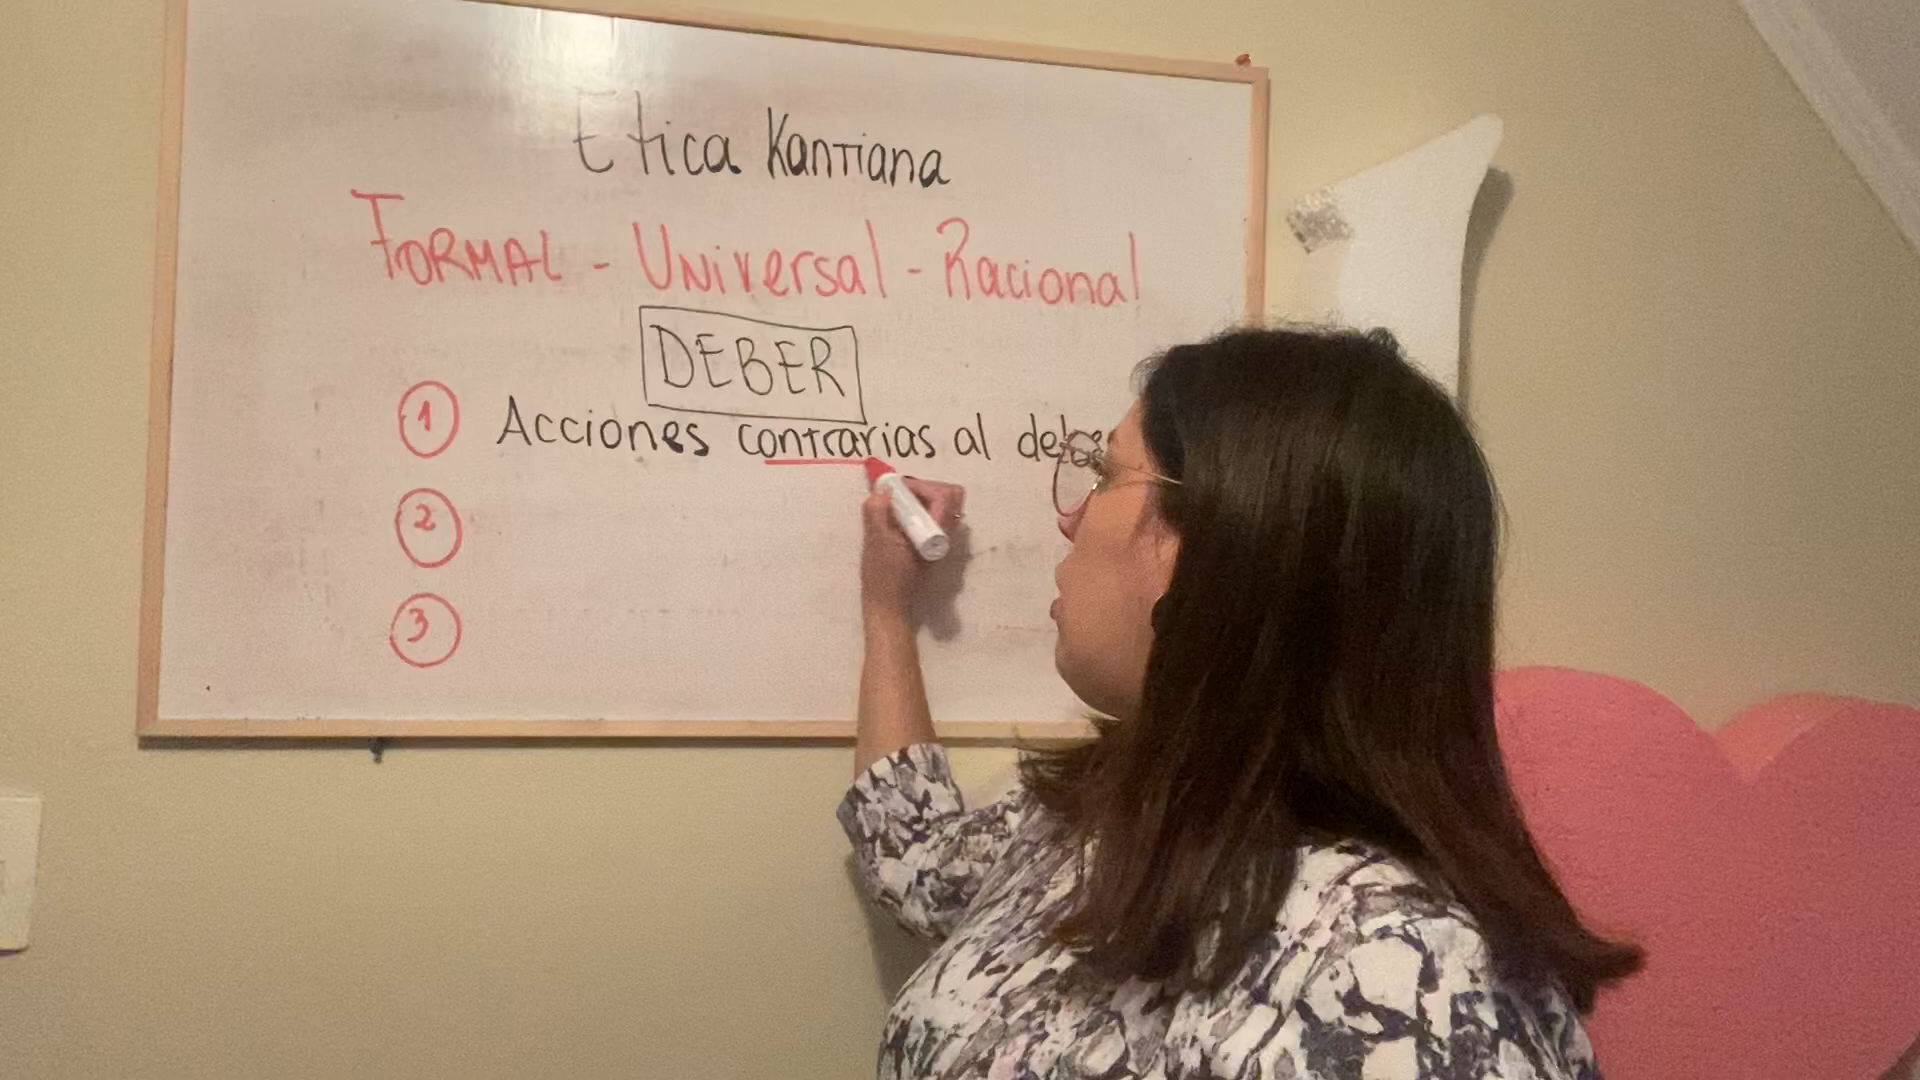 Etica Kantiana
FORMAL - Universal - Racional
DEBER
1 Acciones contrarias al
2
3